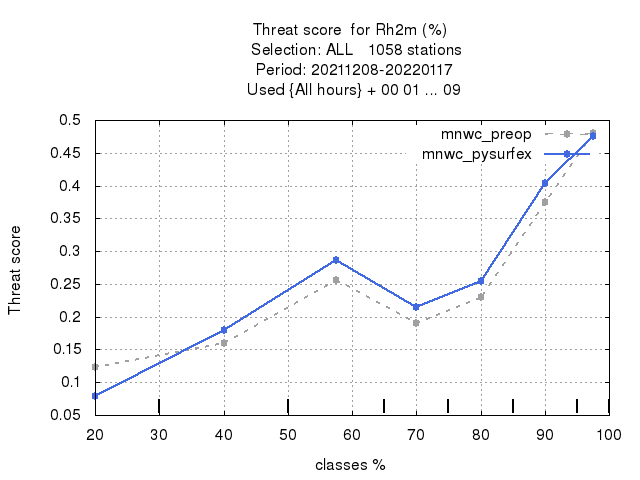 Threat score  for Rh2m (%)
Selection: ALL   1058 stations
Period: 20211208-20220117
Used {All hours} + 00 01 ... 09
mnwc_preop
mnwc_pysurfex
0.5
0.45
0.4
0.35
0.3
0.25
0.2
0.15
0.1
0.05
Threat score
20 30 40 50 60 70 80 90 100
classes %